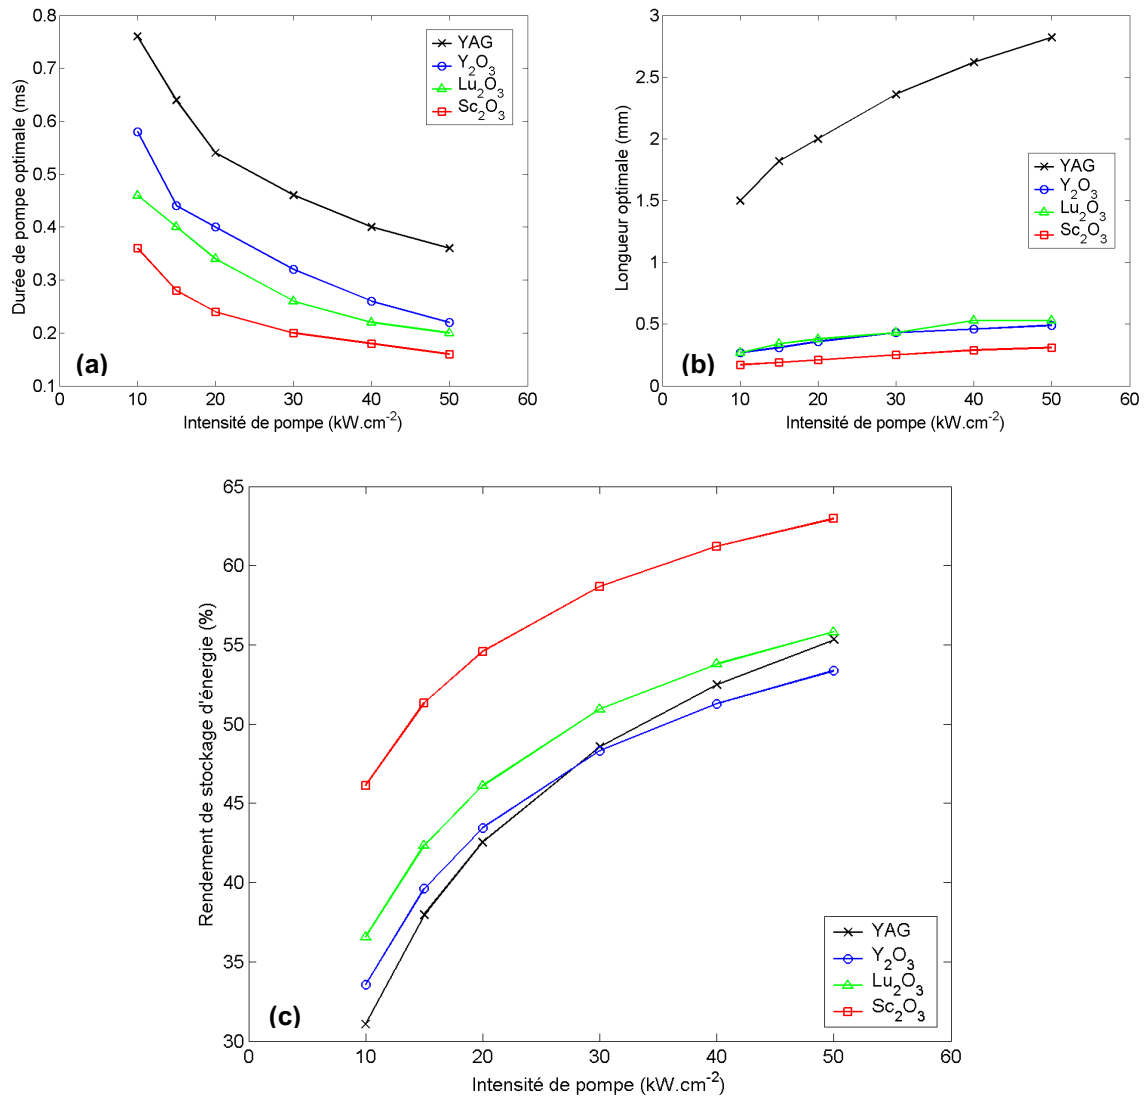 0.8
0.7
0.6
0.5
0.4
0.3
0.2
0.1
Durée de pompe optimale (ms)
0 10 20 30 40 50 60
Intensité de pompe (kW.cm⁻²)
YAG
Y₂O₃
Lu₂O₃
Sc₂O₃
(a)
3
2.5
2
1.5
1
0.5
0
Longueur optimale (mm)
0 10 20 30 40 50 60
Intensité de pompe (kW.cm⁻²)
YAG
Y₂O₃
Lu₂O₃
Sc₂O₃
(b)
65
60
55
50
45
40
35
30
Rendement de stockage d'énergie (%)
0 10 20 30 40 50 60
Intensité de pompe (kW.cm⁻²)
YAG
Y₂O₃
Lu₂O₃
Sc₂O₃
(c)